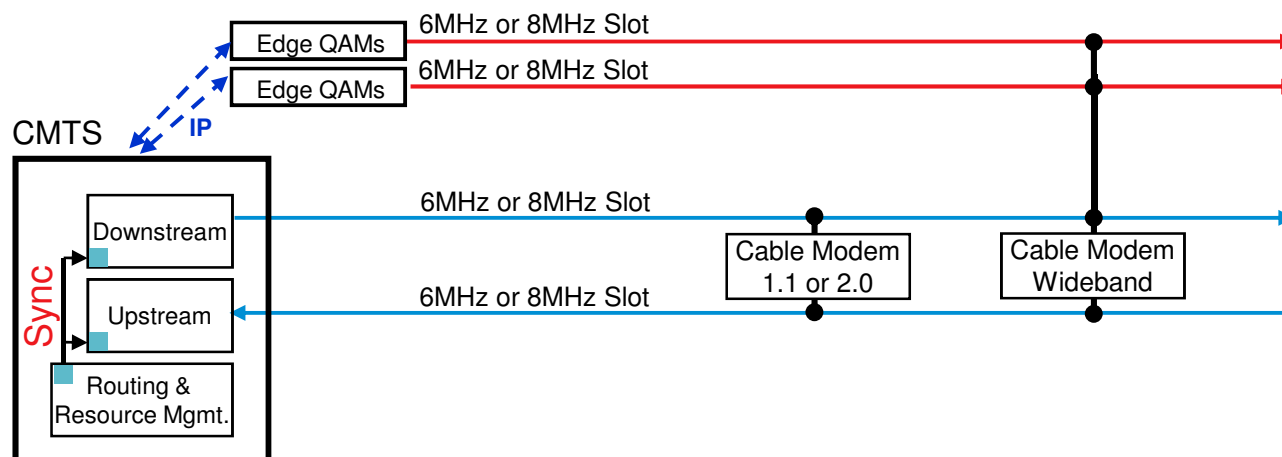 Edge QAMs
6MHz or 8MHz Slot
Edge QAMs
6MHz or 8MHz Slot
IP
CMTS
Downstream
6MHz or 8MHz Slot
Cable Modem
1.1 or 2.0
Cable Modem
Wideband
Sync
Upstream
6MHz or 8MHz Slot
Routing &
Resource Mgmt.